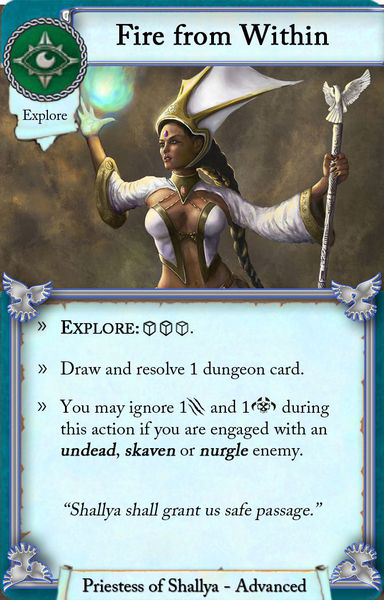 Fire from Within
Explore
» EXPLORE: .
» Draw and resolve 1 dungeon card.
» You may ignore 1 and 1 during
this action if you are engaged with an
undead, skaven or nurgle enemy.
“Shallya shall grant us safe passage.”
Priestess of Shallya - Advanced